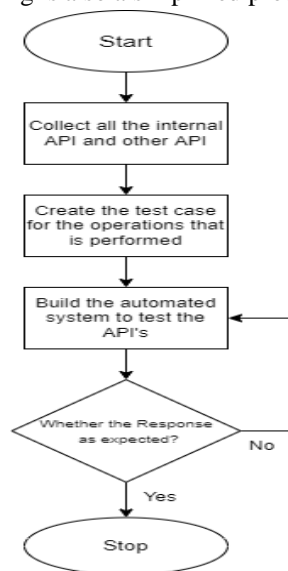 Start
Collect all the internal
API and other API
Create the test case
for the operations that
is performed
Build the automated
system to test the
API's
Whether the Response
as expected?
No
Yes
Stop